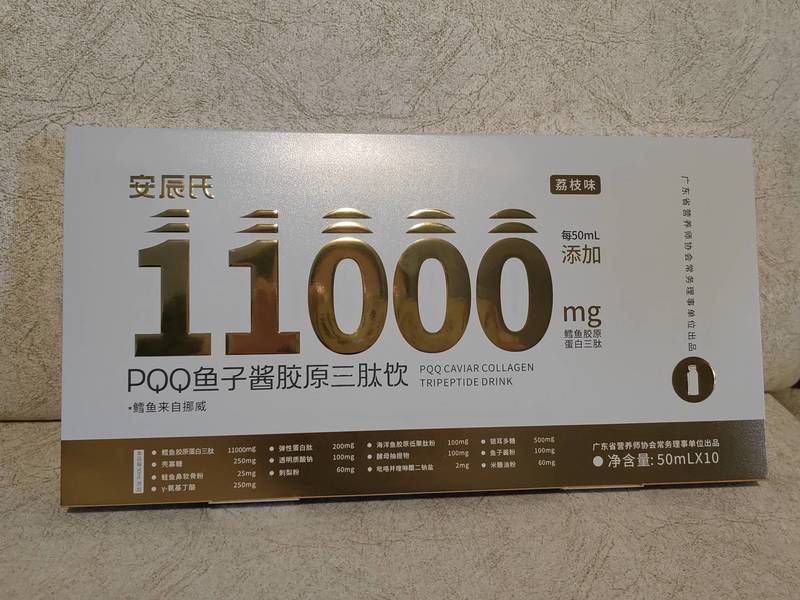 安辰氏
荔枝味
11000
每50mL
添加
mg
鳕鱼胶原
蛋白三肽
PQQ鱼子酱胶原三肽饮
PQQ CAVIAR COLLAGEN
TRIPEPTIDE DRINK
•鳕鱼来自挪威
广东省营养师协会常务理事单位出品
鳕鱼胶原蛋白三肽 11000mg
壳寡糖 250mg
鲑鱼鼻软骨粉 25mg
γ-氨基丁酸 250mg
弹性蛋白肽 200mg
透明质酸钠 100mg
刺梨粉 60mg
海洋鱼胶原低聚肽粉 100mg
酵母抽提物 100mg
吡咯并喹啉醌二钠盐 2mg
银耳多糖 500mg
鱼子酱粉 100mg
米糠油粉 60mg
广东省营养师协会常务理事单位出品
净含量: 50mLX10